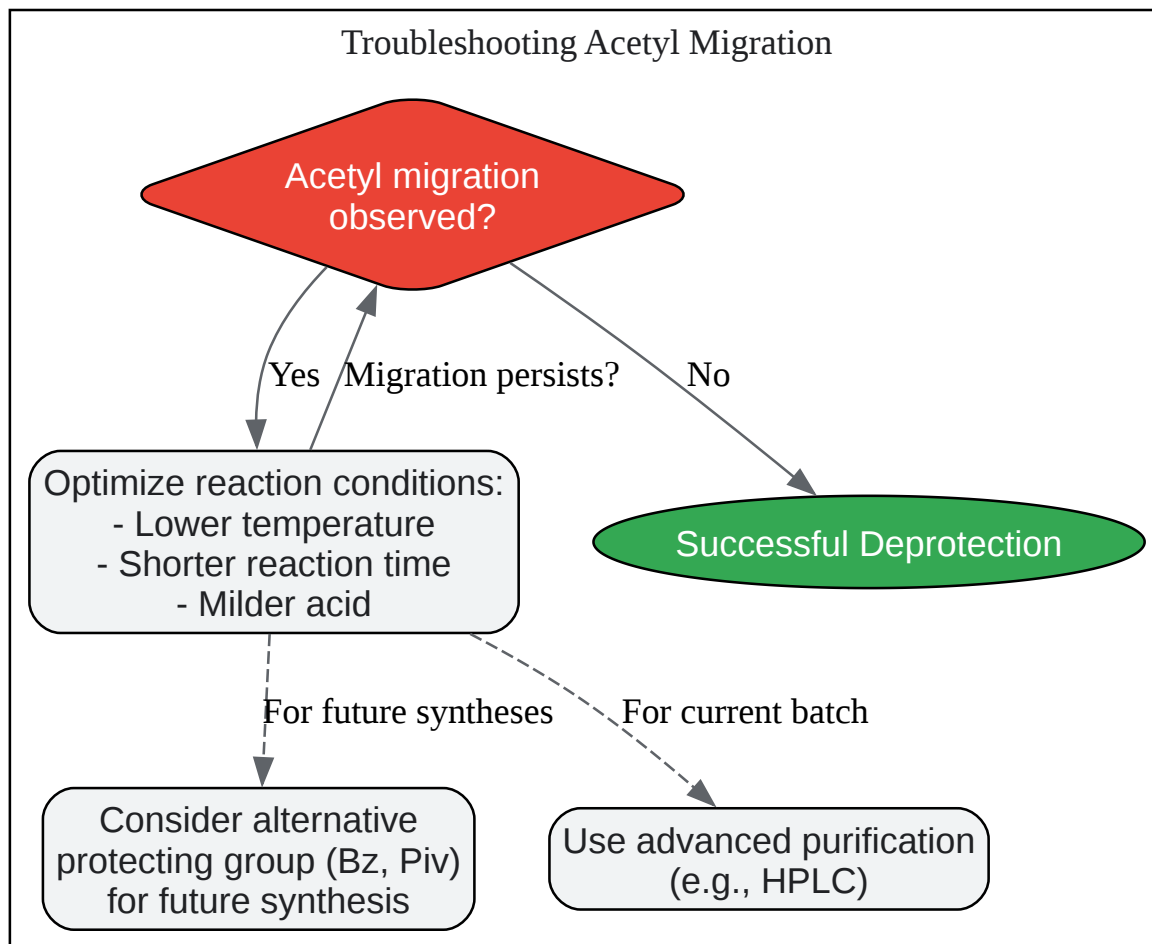 Troubleshooting Acetyl Migration
Acetyl migration
observed?
Yes
Migration persists?
No
Optimize reaction conditions:
- Lower temperature
- Shorter reaction time
- Milder acid
Successful Deprotection
For future syntheses
For current batch
Consider alternative
protecting group (Bz, Piv)
for future synthesis
Use advanced purification
(e.g., HPLC)